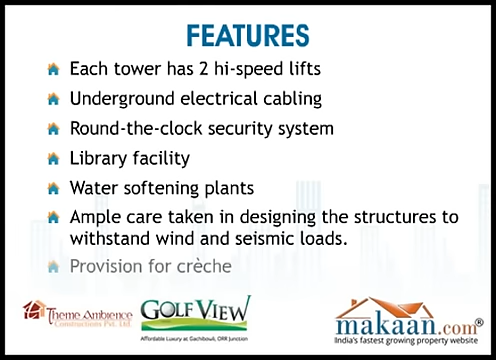 FEATURES
Each tower has 2 hi-speed lifts
Underground electrical cabling
Round-the-clock security system
Library facility
Water softening plants
Ample care taken in designing the structures to
withstand wind and seismic loads.
Provision for crèche
Theme Ambience
Constructions Pvt. Ltd.
GOLF VIEW
Affordable Luxury at Gachibouli, ORR Junction
makaan.com®
India's fastest growing property website